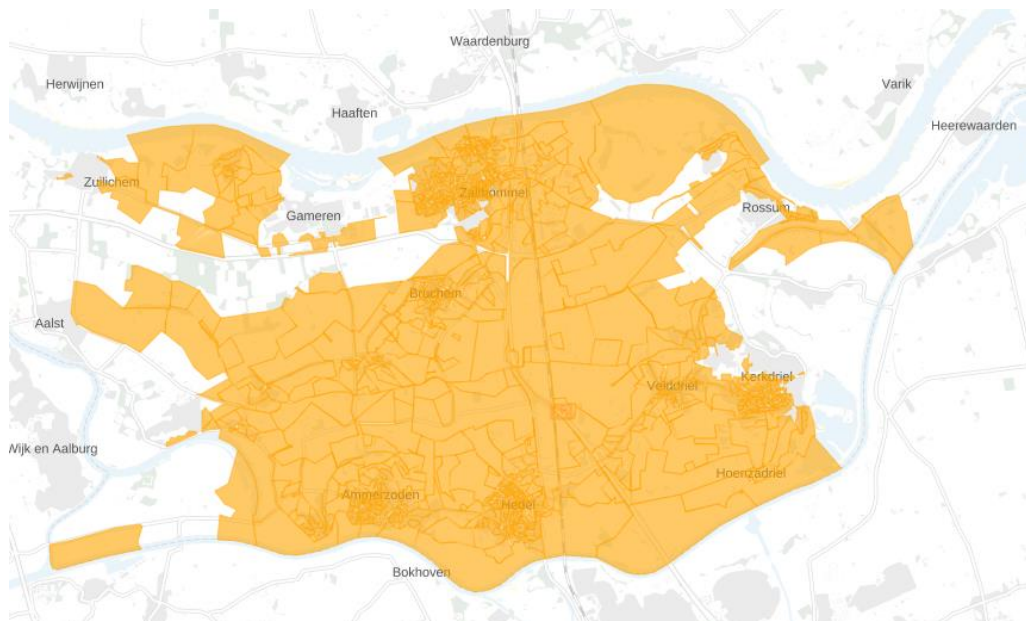 Waardenburg
Herwijnen
Varik
Haaften
Heerewaarden
Zuilichem
Zaltbommel
Rossum
Gameren
Bruchem
Aalst
Kerkdriel
Velddriel
Wijk en Aalburg
Hoenzadriel
Ammerzoden
Hedel
Bokhoven